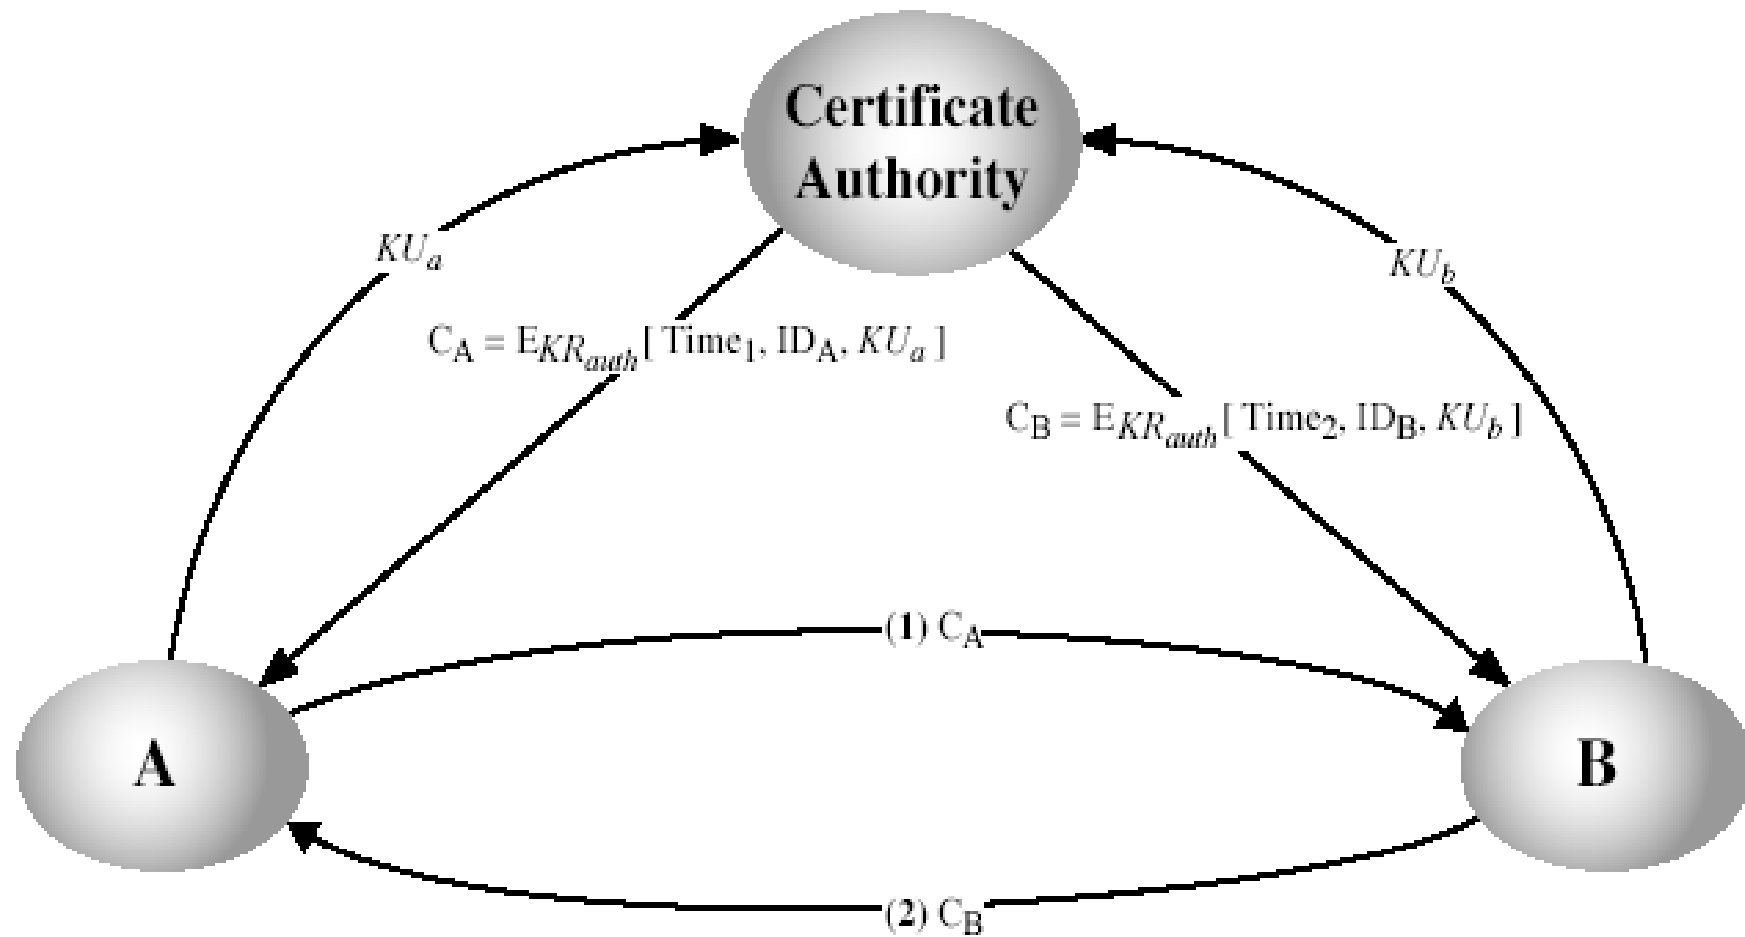 Certificate
Authority
KUa
KUb
CA = EKRauth[ Time1, IDA, KUa ]
CB = EKRauth[ Time2, IDB, KUb ]
(1) CA
A
B
(2) CB